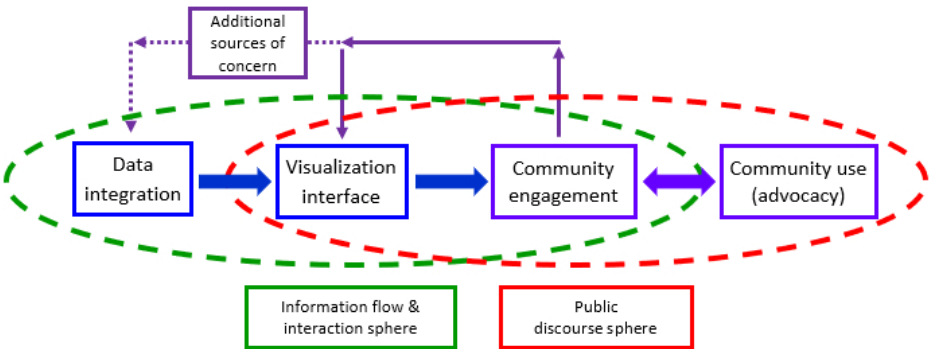 Additional
sources of
concern
Data
integration
Visualization
interface
Community
engagement
Community use
(advocacy)
Information flow &
interaction sphere
Public
discourse sphere